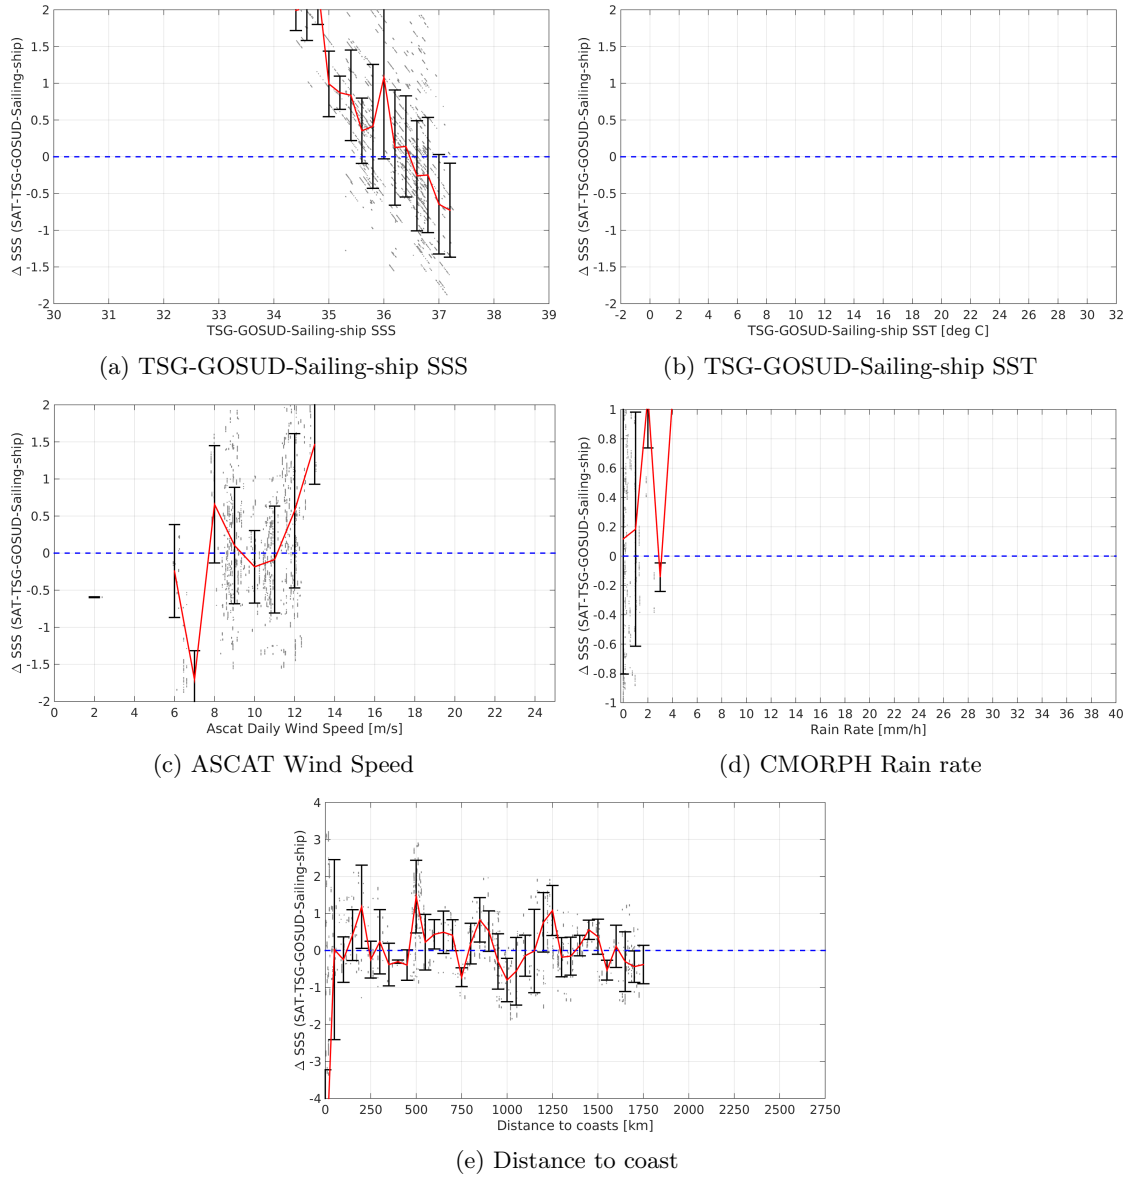 2
1.5
1
0.5
0
-0.5
-1
-1.5
-2
Δ SSS (SAT-TSG-GOSUD-Sailing-ship)
30 31 32 33 34 35 36 37 38 39
TSG-GOSUD-Sailing-ship SSS
(a) TSG-GOSUD-Sailing-ship SSS
2
1.5
1
0.5
0
-0.5
-1
-1.5
-2
Δ SSS (SAT-TSG-GOSUD-Sailing-ship)
-2 0 2 4 6 8 10 12 14 16 18 20 22 24 26 28 30 32
TSG-GOSUD-Sailing-ship SST [deg C]
(b) TSG-GOSUD-Sailing-ship SST
2
1.5
1
0.5
0
-0.5
-1
-1.5
-2
Δ SSS (SAT-TSG-GOSUD-Sailing-ship)
0 2 4 6 8 10 12 14 16 18 20 22 24
Ascat Daily Wind Speed [m/s]
(c) ASCAT Wind Speed
1
0.8
0.6
0.4
0.2
0
-0.2
-0.4
-0.6
-0.8
-1
Δ SSS (SAT-TSG-GOSUD-Sailing-ship)
0 2 4 6 8 10 12 14 16 18 20 22 24 26 28 30 32 34 36 38 40
Rain Rate [mm/h]
(d) CMORPH Rain rate
4
3
2
1
0
-1
-2
-3
-4
Δ SSS (SAT-TSG-GOSUD-Sailing-ship)
0 250 500 750 1000 1250 1500 1750 2000 2250 2500 2750
Distance to coasts [km]
(e) Distance to coast